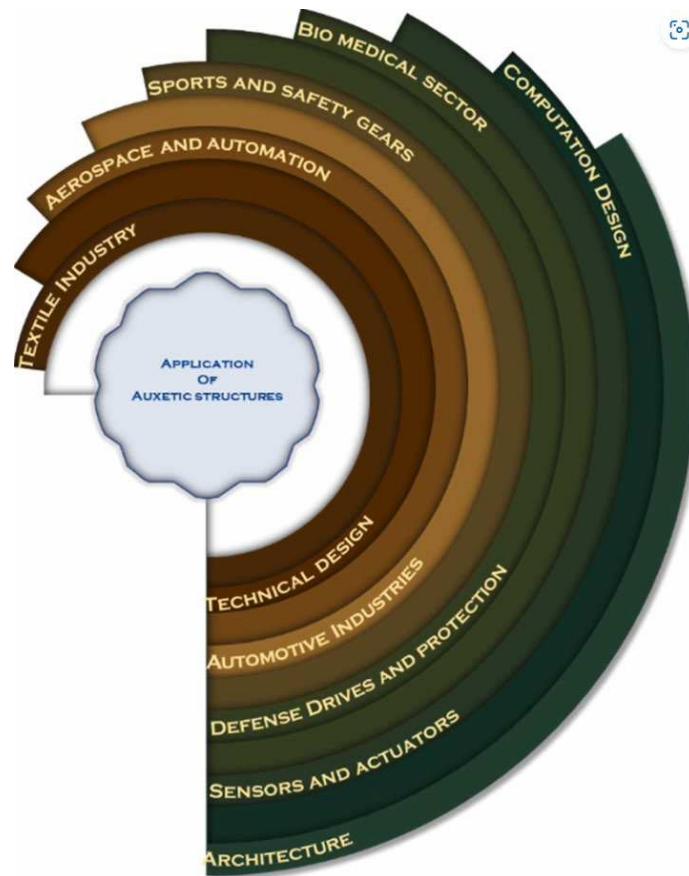 Bio medical sector
Computation Design
Sports and safety gears
Aerospace and automation
Textile Industry
Application
Of
Auxetic structures
Technical design
Automotive Industries
Defense Drives and protection
Sensors and actuators
Architecture